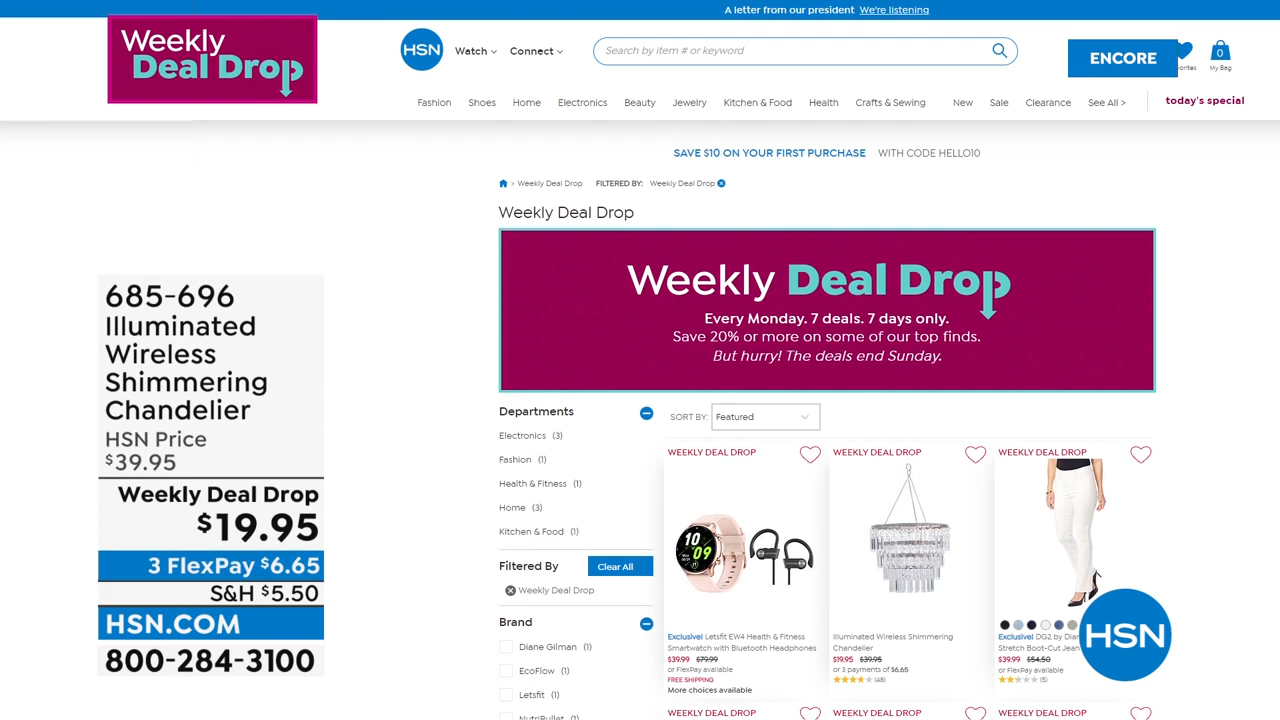 A letter from our president We're listening
Weekly
Deal Drop
HSN
Watch
Connect
Search by item # or keyword
ENCORE
0
My Bag
Fashion Shoes Home Electronics Beauty Jewelry Kitchen & Food Health Crafts & Sewing New Sale Clearance See All > today's special
SAVE $10 ON YOUR FIRST PURCHASE WITH CODE HELLO10
> Weekly Deal Drop FILTERED BY: Weekly Deal Drop
Weekly Deal Drop
Weekly Deal Drop
Every Monday. 7 deals. 7 days only.
Save 20% or more on some of our top finds.
But hurry! The deals end Sunday.
685-696
Illuminated
Wireless
Shimmering
Chandelier
HSN Price
$39.95
Weekly Deal Drop
$19.95
3 FlexPay $6.65
S&H $5.50
HSN.COM
800-284-3100
Departments
Electronics (3)
Fashion (1)
Health & Fitness (1)
Home (3)
Kitchen & Food (1)
Filtered By Clear All
Weekly Deal Drop
Brand
Diane Gilman (1)
EcoFlow (1)
Letsfit (1)
NutriBullet (1)
SORT BY: Featured
WEEKLY DEAL DROP
10
09
Exclusive! Letsfit EW4 Health & Fitness
Smartwatch with Bluetooth Headphones
$39.99 $79.99
or FlexPay available
FREE SHIPPING
More choices available
WEEKLY DEAL DROP
Illuminated Wireless Shimmering
Chandelier
$19.95 $39.95
or 3 payments of $6.65
(48)
WEEKLY DEAL DROP
Exclusive! DG2 by
Stretch Boot-Cut
$39.99 $54.50
or FlexPay available
(5)
HSN
WEEKLY DEAL DROP
WEEKLY DEAL DROP
WEEKLY DEAL DROP